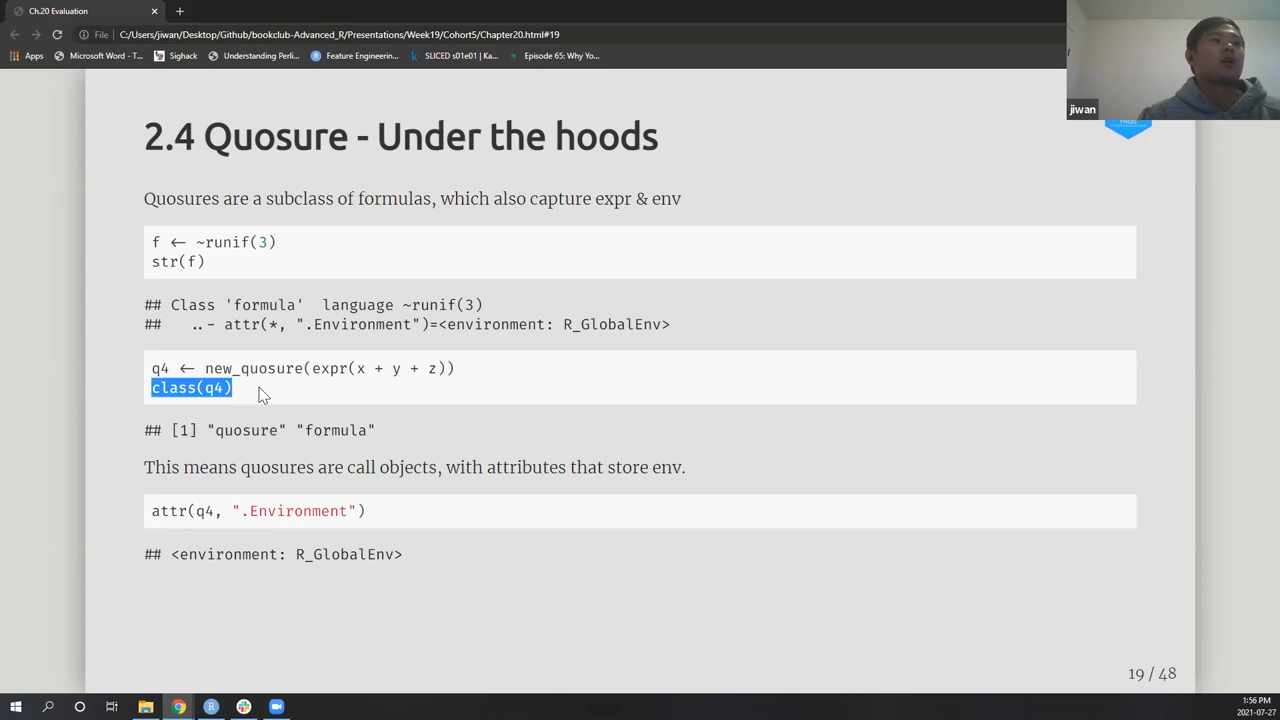 Ch.20 Evaluation
File
C:/Users/jiwan/Desktop/Github/bookclub-Advanced_R/Presentations/Week19/Cohort5/Chapter20.html#19
Apps
Microsoft Word - T...
Sighack
Understanding Perli...
Feature Engineering...
SLICED s01e01 | Ka...
Episode 65: Why Yo...
jiwan
2.4 Quosure - Under the hoods
Quosures are a subclass of formulas, which also capture expr & env
f ← ~runif(3)
str(f)
## Class 'formula'  language ~runif(3)
##   ..- attr(*, ".Environment")=<environment: R_GlobalEnv>
q4 ← new_quosure(expr(x + y + z))
class(q4)
## [1] "quosure" "formula"
This means quosures are call objects, with attributes that store env.
attr(q4, ".Environment")
## <environment: R_GlobalEnv>
19 / 48
1:56 PM
2021-07-27